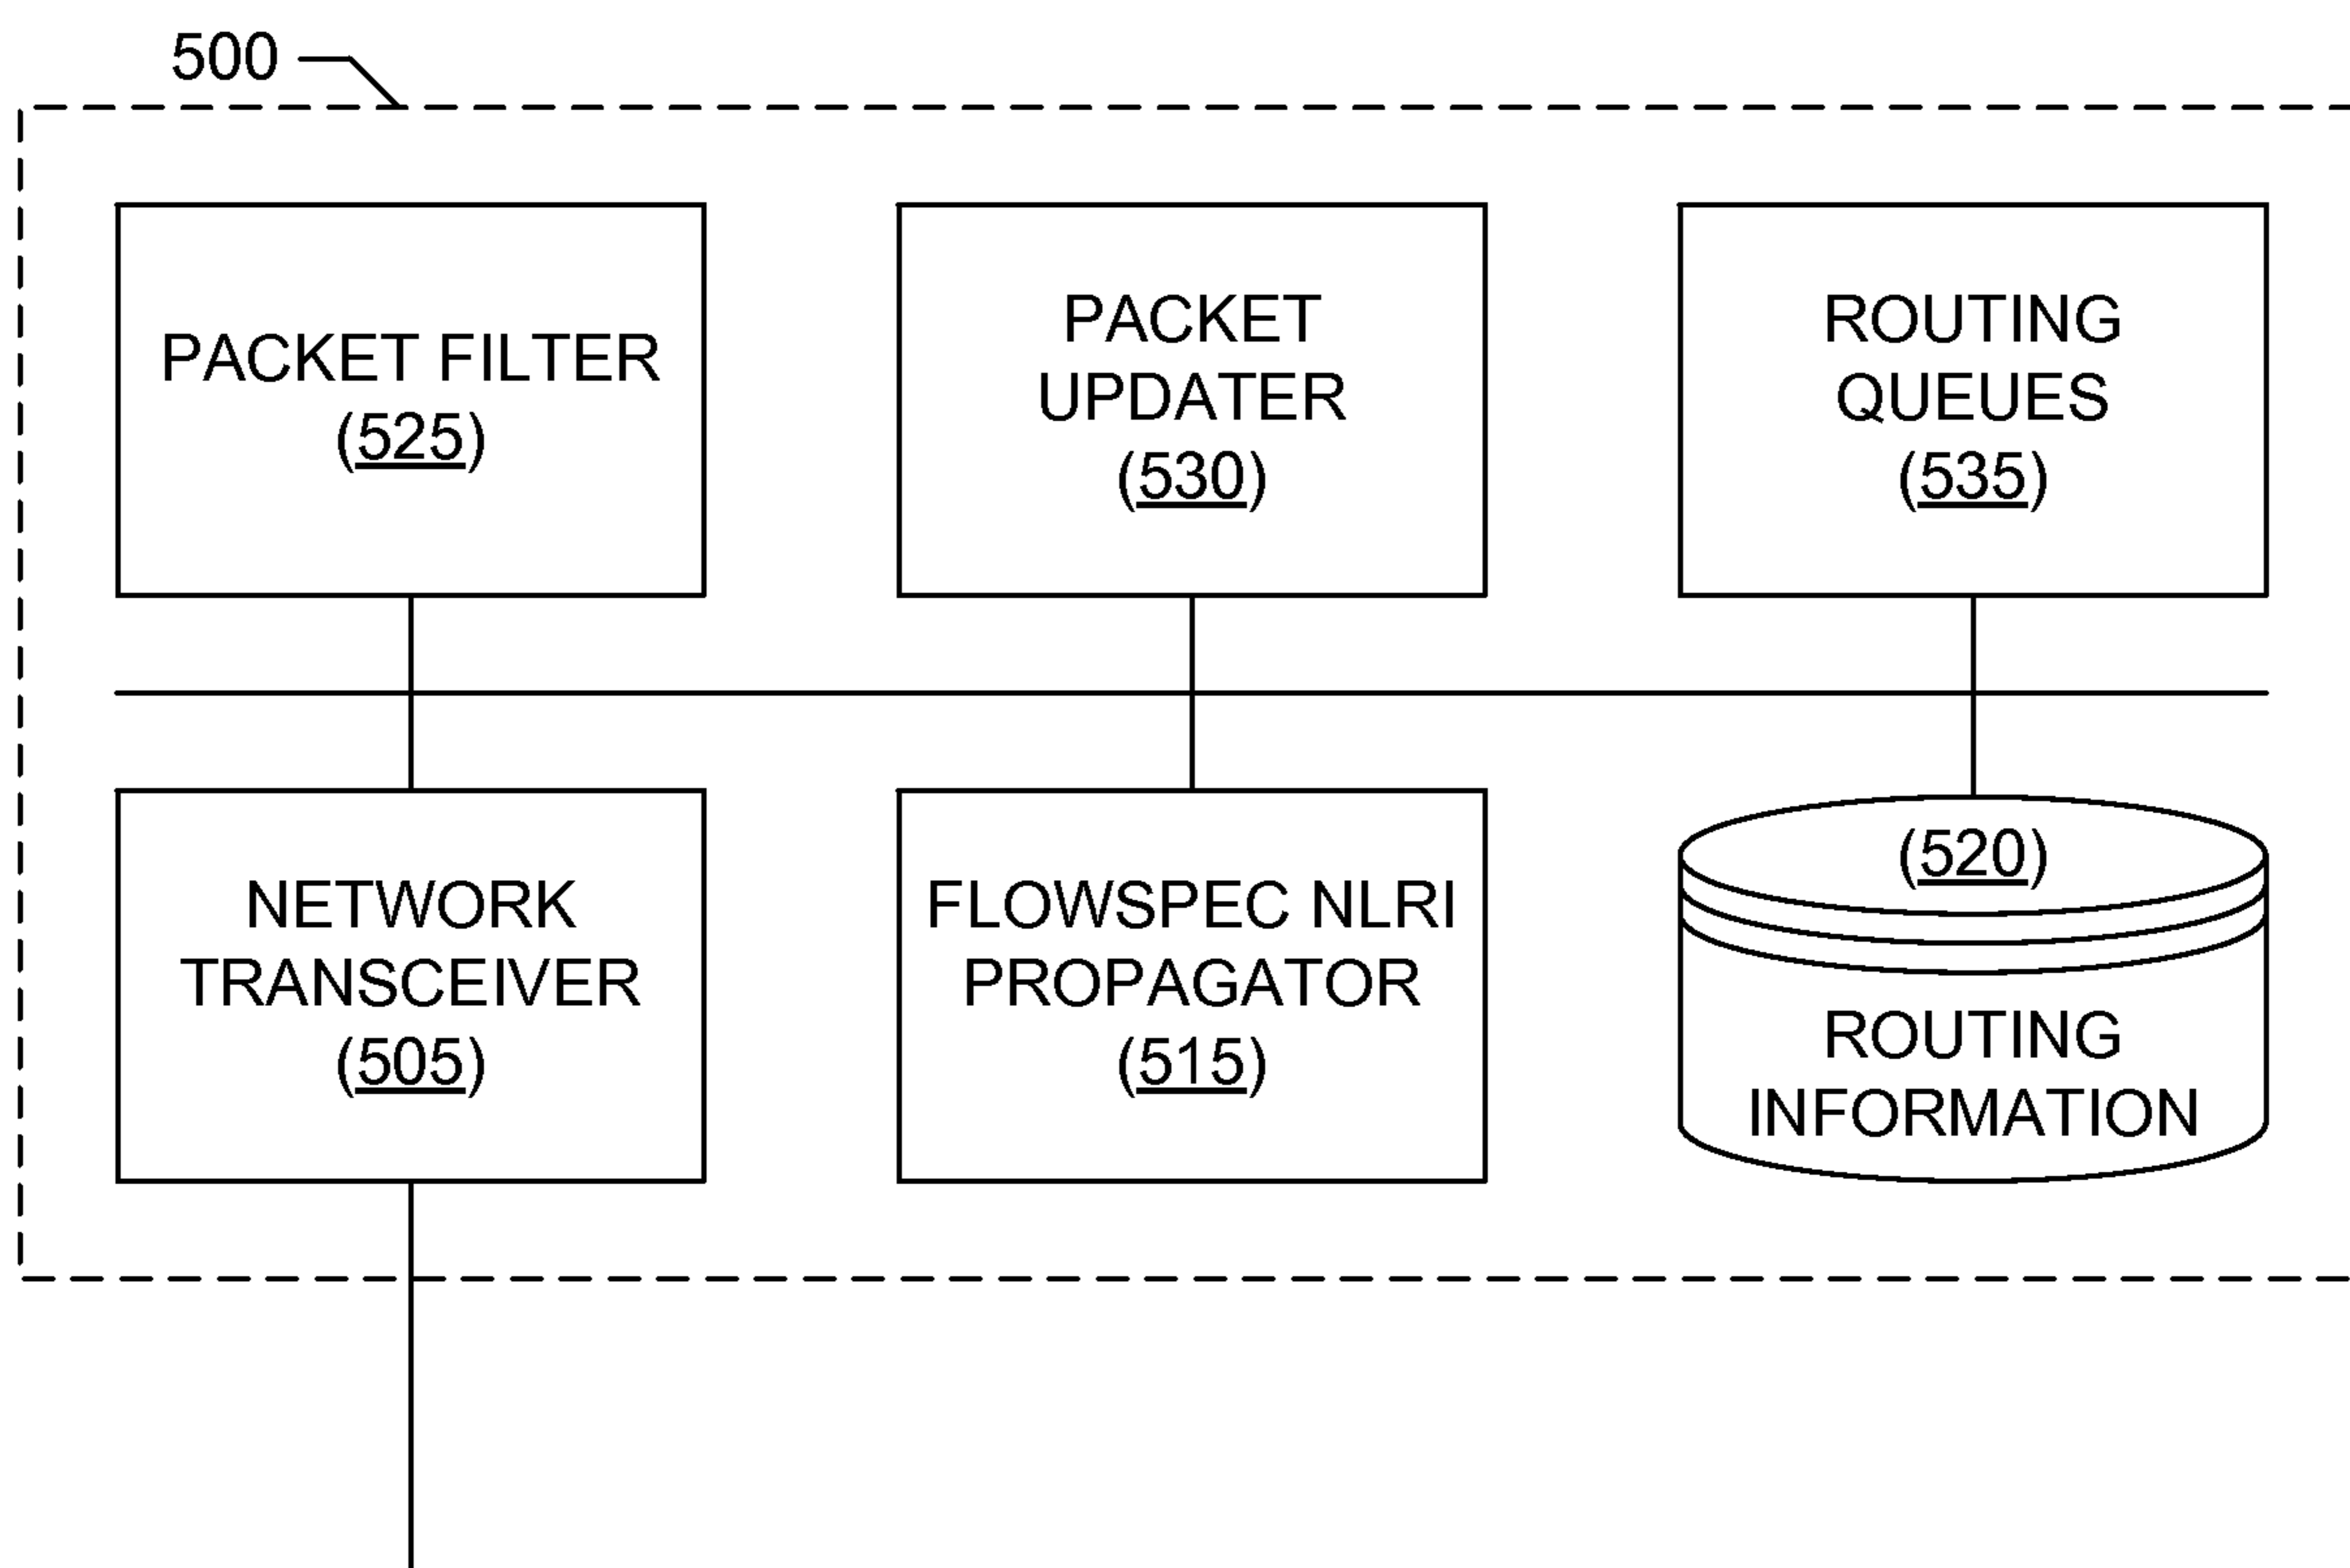 500
PACKET FILTER
(525)
PACKET
UPDATER
(530)
ROUTING
QUEUES
(535)
NETWORK
TRANSCEIVER
(505)
FLOWSPEC NLRI
PROPAGATOR
(515)
(520)
ROUTING
INFORMATION